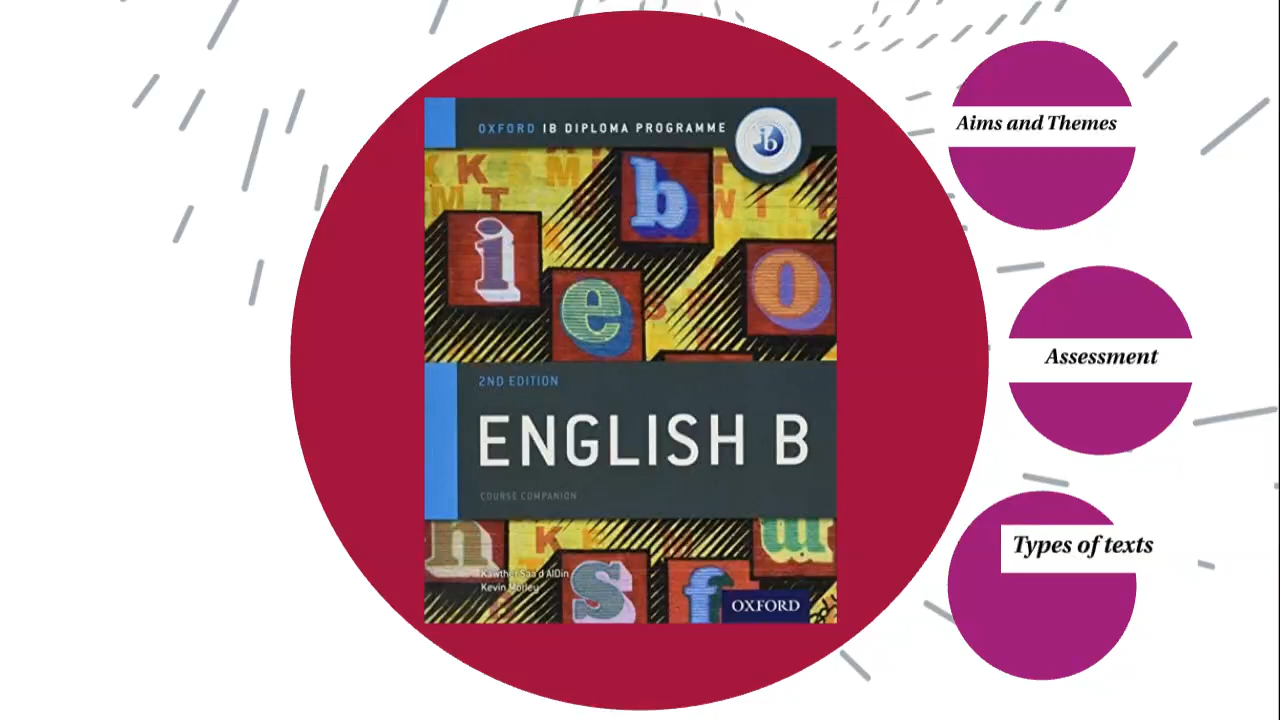 OXFORD IB DIPLOMA PROGRAMME
ib
b
i
e
o
2ND EDITION
ENGLISH B
COURSE COMPANION
n
s
f
Kawther Saa'd AlDin
Kevin Morley
OXFORD
Aims and Themes
Assessment
Types of texts